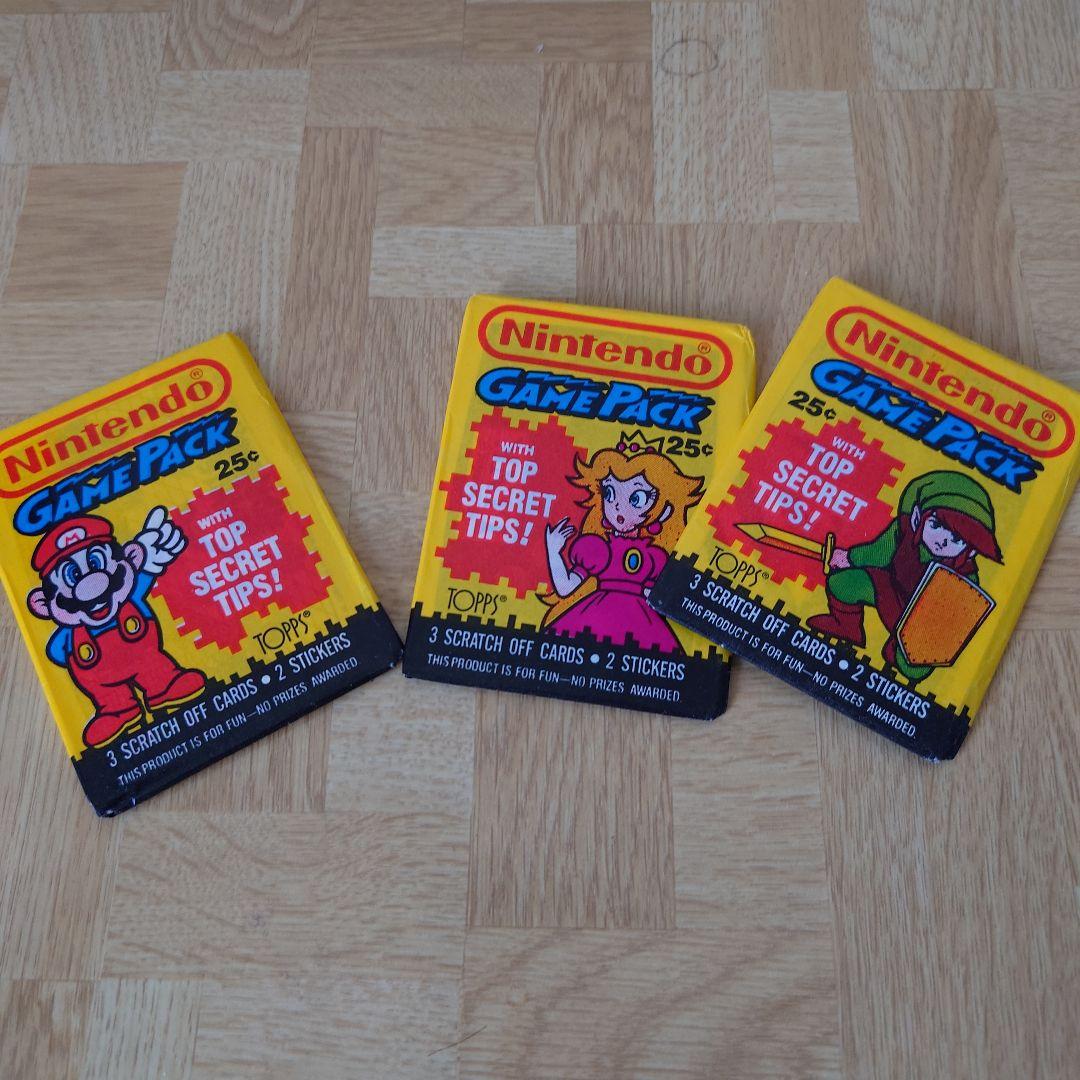 Nintendo®
GAME PACK
25¢
WITH
TOP
SECRET
TIPS!
M
TOPPS®
3 SCRATCH OFF CARDS • 2 STICKERS
THIS PRODUCT IS FOR FUN—NO PRIZES AWARDED.
Nintendo®
GAME PACK
25¢
WITH
TOP
SECRET
TIPS!
TOPPS®
3 SCRATCH OFF CARDS • 2 STICKERS
THIS PRODUCT IS FOR FUN—NO PRIZES AWARDED.
Nintendo®
GAME PACK
25¢
WITH
TOP
SECRET
TIPS!
TOPPS®
3 SCRATCH OFF CARDS • 2 STICKERS
THIS PRODUCT IS FOR FUN—NO PRIZES AWARDED.